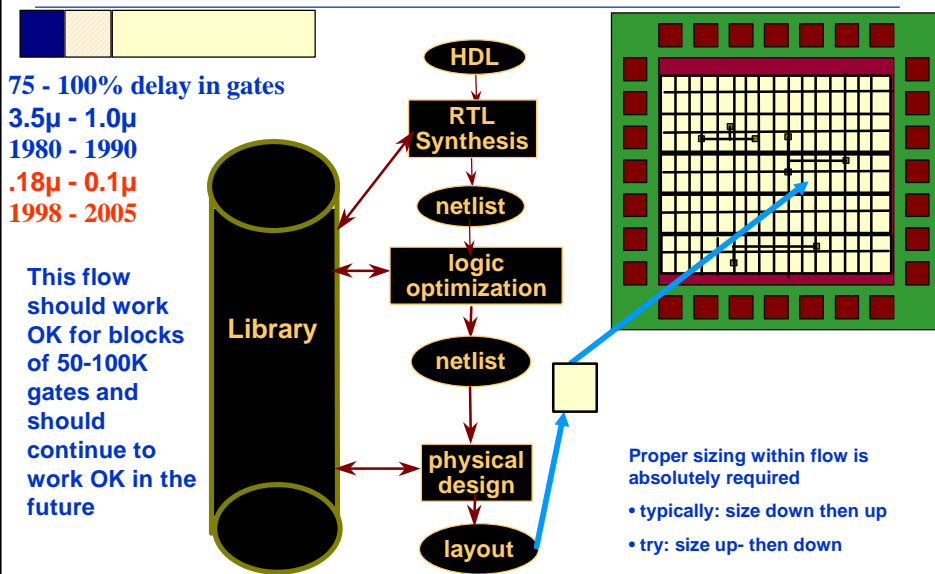 75 - 100% delay in gates
3.5μ - 1.0μ
1980 - 1990
.18μ - 0.1μ
1998 - 2005
This flow
should work
OK for blocks
of 50-100K
gates and
should
continue to
work OK in the
future
Library
HDL
RTL
Synthesis
netlist
logic
optimization
netlist
physical
design
layout
Proper sizing within flow is
absolutely required
• typically: size down then up
• try: size up- then down